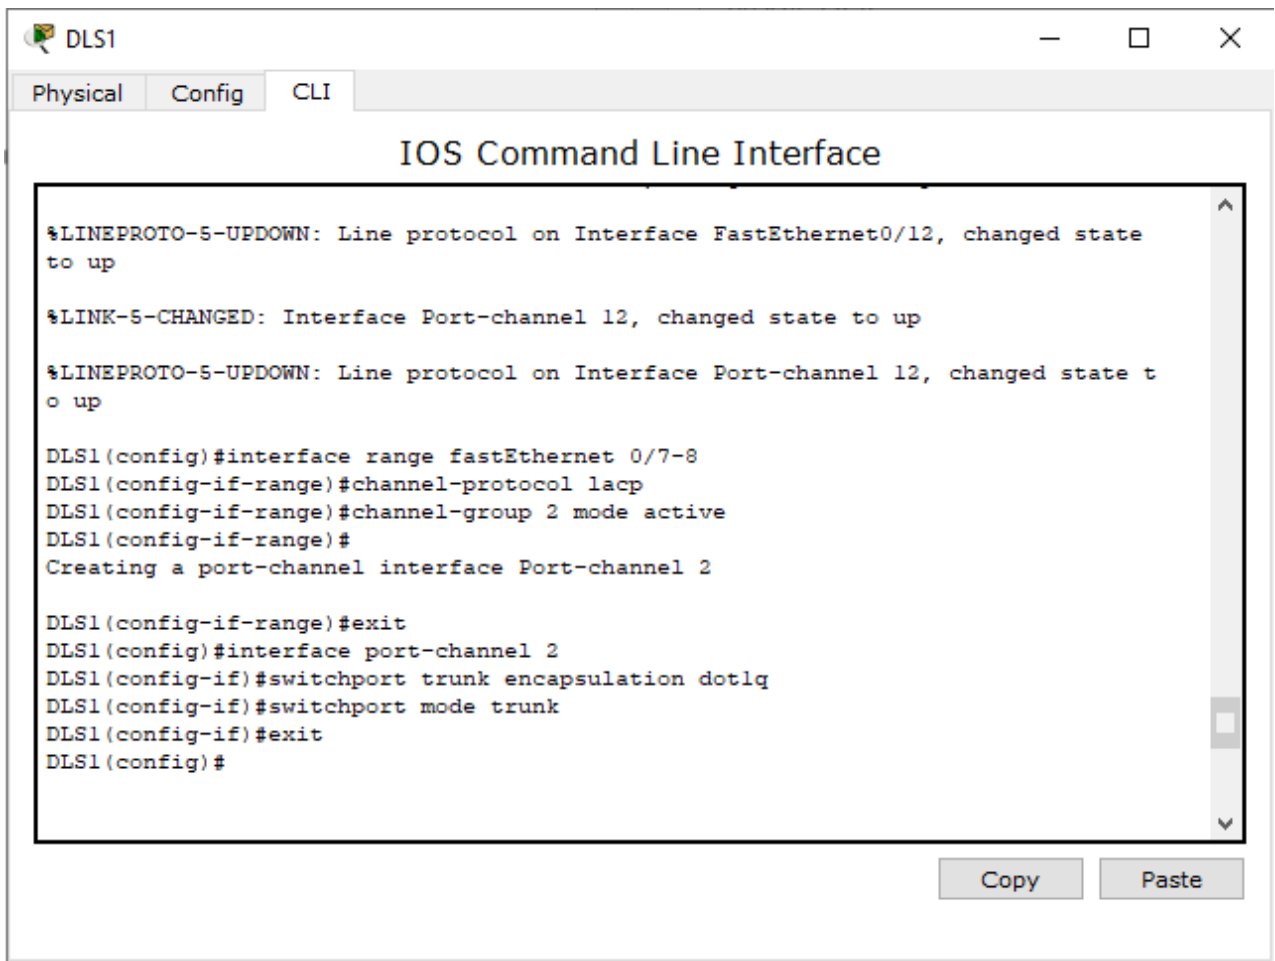 DLS1
Physical Config CLI
IOS Command Line Interface
%LINEPROTO-5-UPDOWN: Line protocol on Interface FastEthernet0/12, changed state
to up
%LINK-5-CHANGED: Interface Port-channel 12, changed state to up
%LINEPROTO-5-UPDOWN: Line protocol on Interface Port-channel 12, changed state t
o up
DLS1(config)#interface range fastEthernet 0/7-8
DLS1(config-if-range)#channel-protocol lacp
DLS1(config-if-range)#channel-group 2 mode active
DLS1(config-if-range)#
Creating a port-channel interface Port-channel 2
DLS1(config-if-range)#exit
DLS1(config)#interface port-channel 2
DLS1(config-if)#switchport trunk encapsulation dot1q
DLS1(config-if)#switchport mode trunk
DLS1(config-if)#exit
DLS1(config)#
Copy Paste